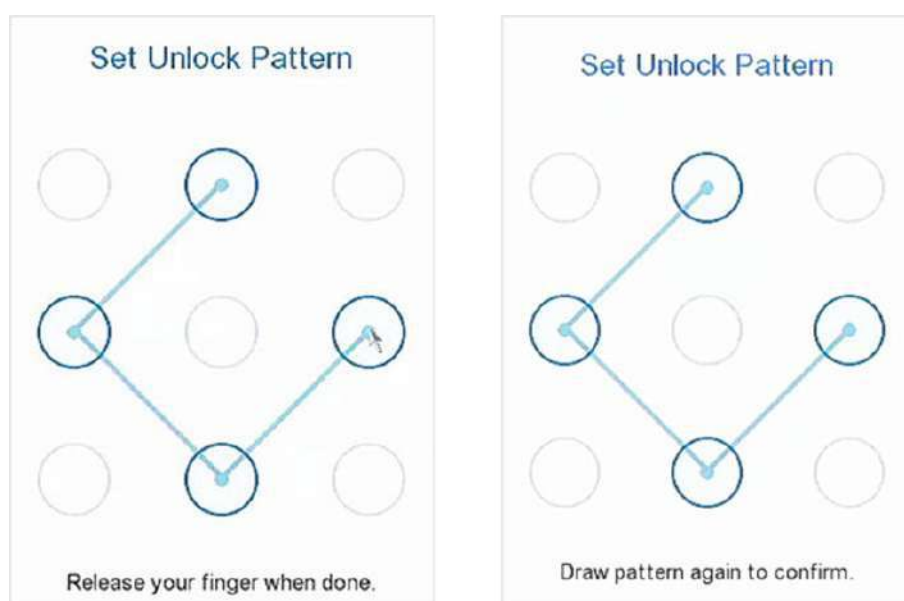 Set Unlock Pattern
Release your finger when done.
Set Unlock Pattern
Draw pattern again to confirm.